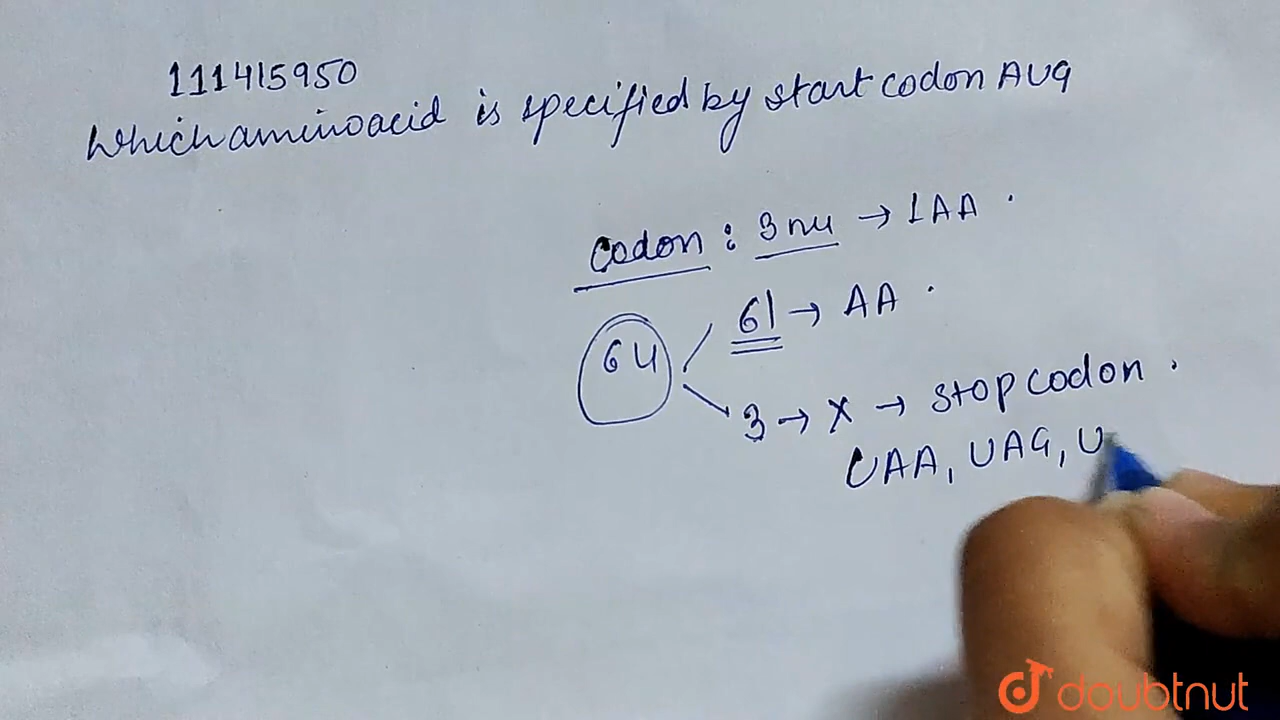 111415950
which aminoacid is specified by start codon AUG
codon : 3 nu → 1 AA .
64
61 → AA .
3 → X → stop codon .
UAA, UAG, U
doubtnut